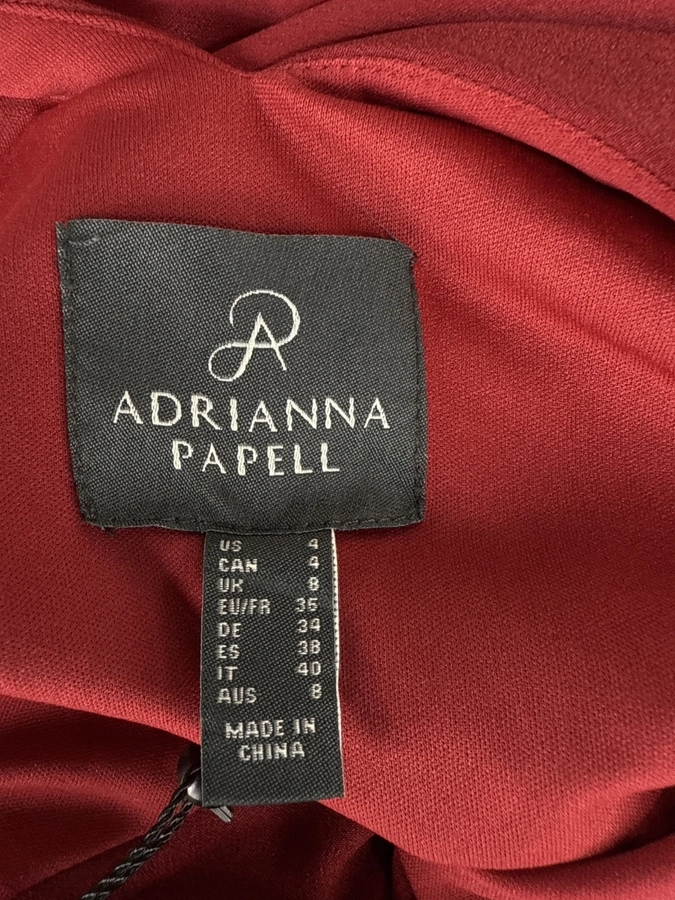 ADRIANNA
PAPELL
US 4
CAN 4
UK 8
EU/FR 36
DE 34
ES 38
IT 40
AUS 8
MADE IN
CHINA